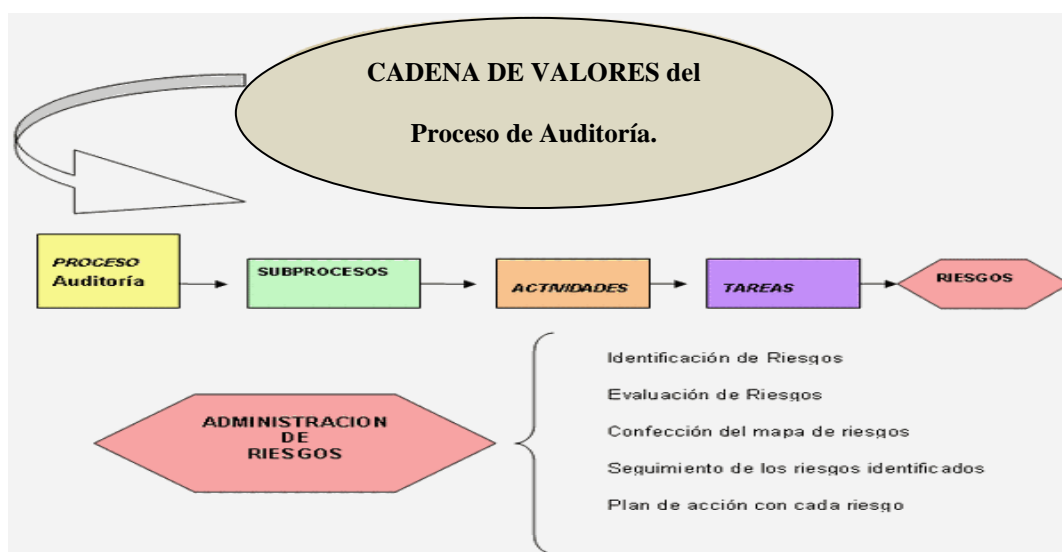 CADENA DE VALORES del
Proceso de Auditoría.
PROCESO
Auditoría
SUBPROCESOS
ACTIVIDADES
TAREAS
RIESGOS
ADMINISTRACION
DE
RIESGOS
Identificación de Riesgos
Evaluación de Riesgos
Confección del mapa de riesgos
Seguimiento de los riesgos identificados
Plan de acción con cada riesgo